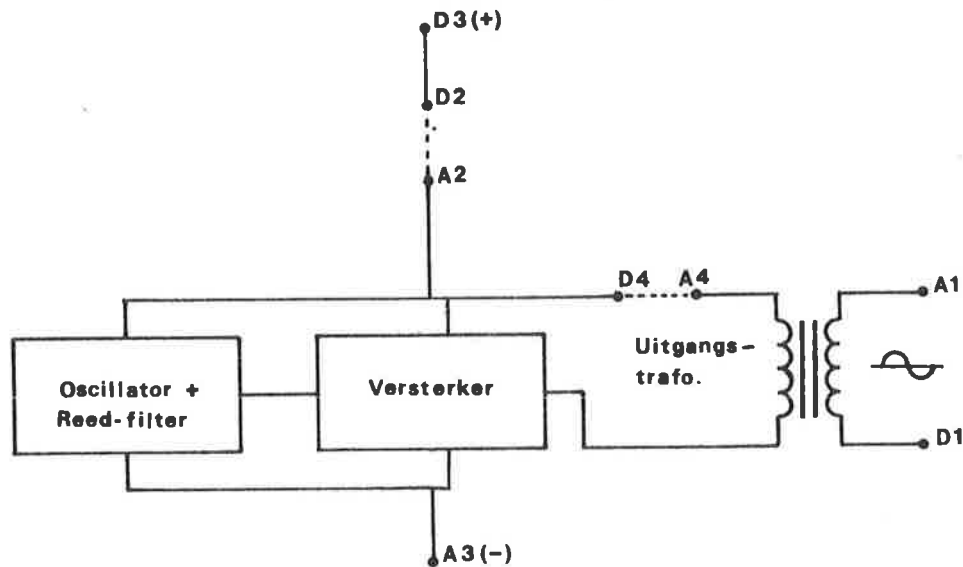 D3(+)
D2
A2
D4 A4
A1
Uitgangs-
trafo.
Oscillator +
Reed-filter
Versterker
D1
A3(-)